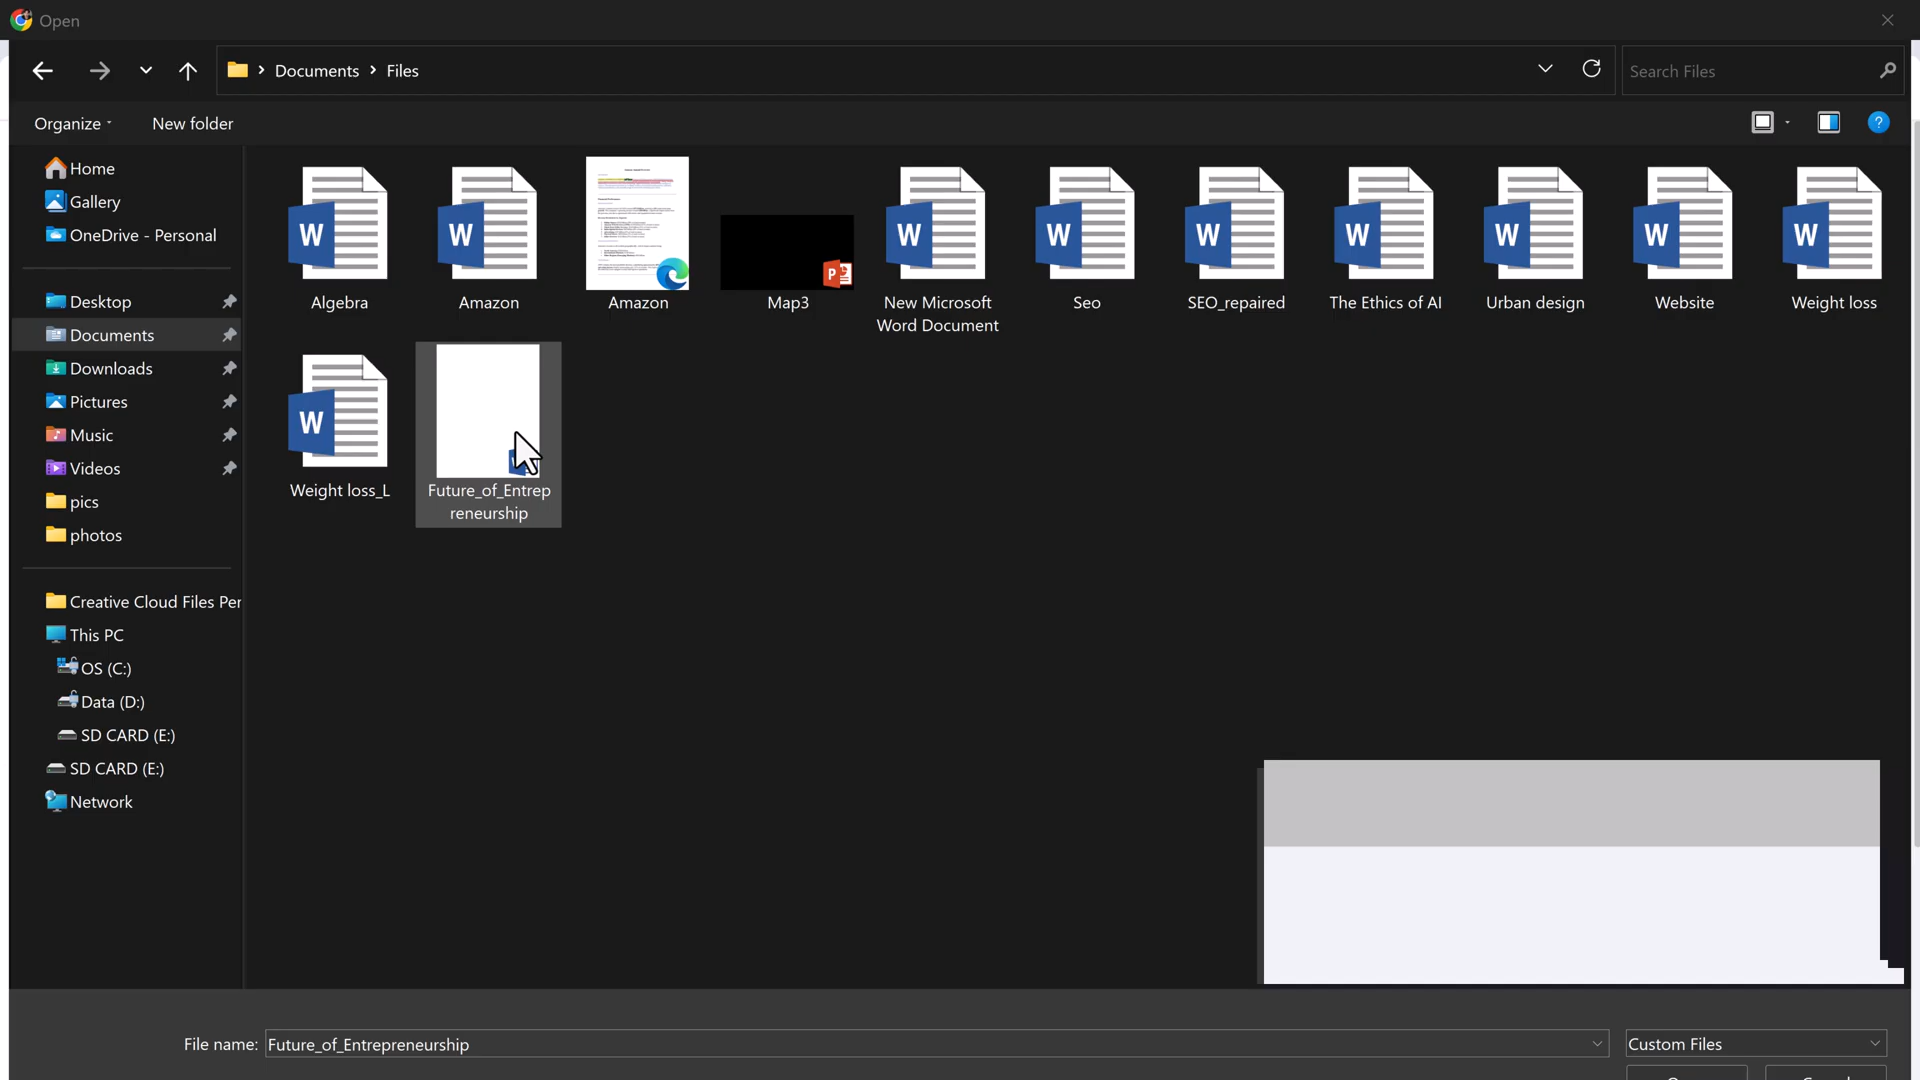 Open
Documents
Files
Search Files
Organize
New folder
?
Home
Gallery
OneDrive - Personal
Desktop
Documents
Downloads
Pictures
Music
Videos
pics
photos
Creative Cloud Files Per
This PC
OS (C:)
Data (D:)
SD CARD (E:)
SD CARD (E:)
Network
W
Algebra
W
Amazon
Amazon
P
Map3
W
New Microsoft
Word Document
W
Seo
W
SEO_repaired
W
The Ethics of AI
W
Urban design
W
Website
W
Weight loss
W
Weight loss_L
Future_of_Entrep
reneurship
File name:
Future_of_Entrepreneurship
Custom Files